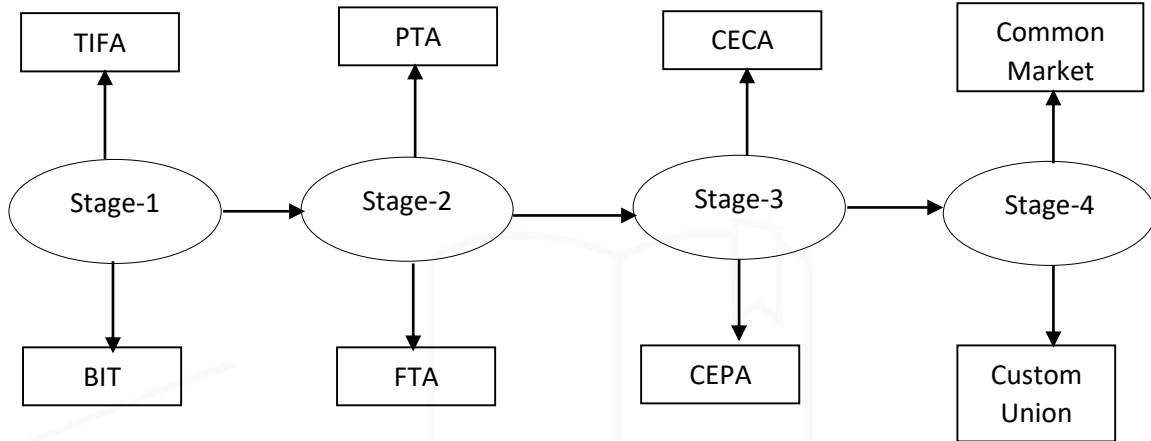 TIFA
PTA
CECA
Common
Market
Stage-1
Stage-2
Stage-3
Stage-4
BIT
FTA
CEPA
Custom
Union